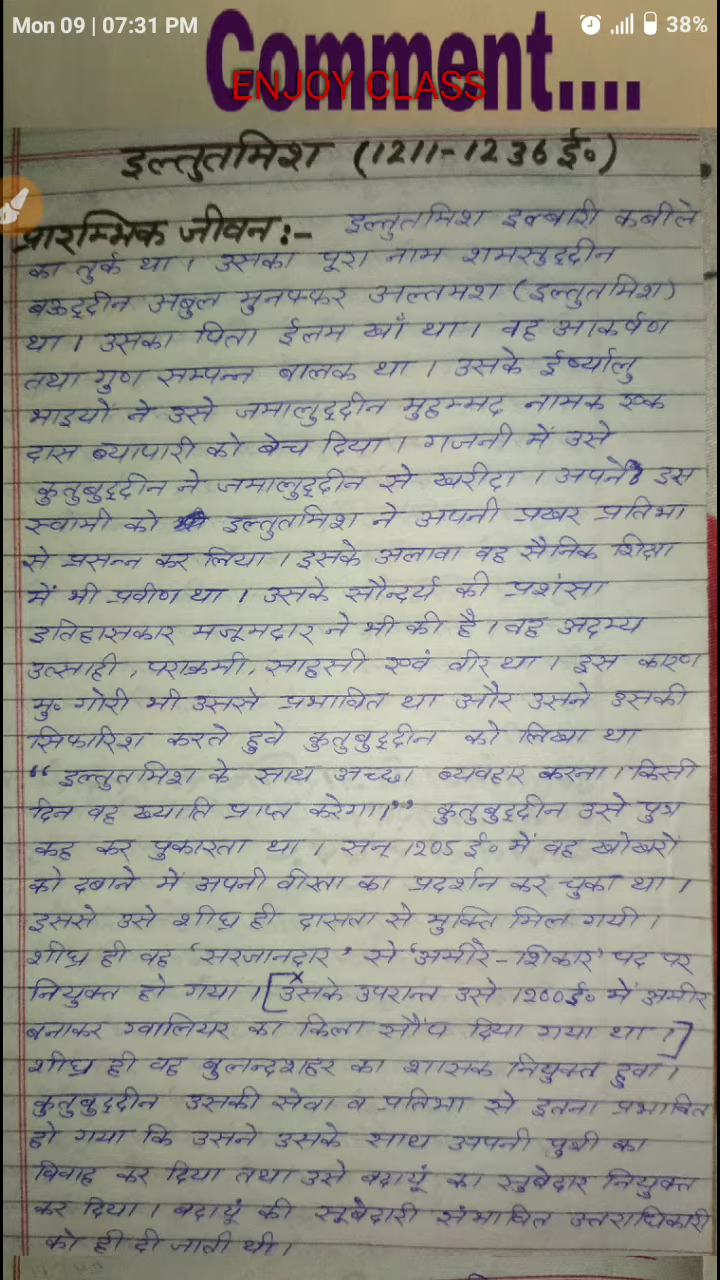 Mon 09 | 07:31 PM
38%
Comment....
ENJOY CLASS
इल्तुतमिश (1211-1236 ई०)
प्रारम्भिक जीवन :- इल्तुतमिश इल्बारी कबीले
का तुर्क था। उसका पूरा नाम शमसुद्‌दीन
बऊद्‌दीन अबुल मुनफ्फर अल्तमश (इल्तुतमिश)
था। उसका पिता ईलम खाँ था। वह आकर्षण
तथा गुण सम्पन्न बालक था। उसके ईर्ष्यालु
भाइयों ने उसे जमालुद्‌दीन मुहम्मद नामक एक
दास व्यापारी को बेच दिया। गजनी में उसे
कुतुबुद्‌दीन ने जमालुद्‌दीन से खरीदा। अपने इस
स्वामी को इल्तुतमिश ने अपनी प्रखर प्रतिभा
से प्रसन्न कर लिया। इसके अलावा वह सैनिक शिक्षा
में भी प्रवीण था। उसके सौन्दर्य की प्रशंसा
इतिहासकार मजूमदार ने भी की है। वह अदम्य
उत्साही, पराक्रमी, साहसी एवं वीर था। इस कारण
मु० गोरी भी उससे प्रभावित था और उसने उसकी
सिफारिश करते हुवे कुतुबुद्‌दीन को लिखा था
“ इल्तुतमिश के साथ अच्छा व्यवहार करना। किसी
दिन वह ख्याति प्राप्त करेगा।” कुतुबुद्‌दीन उसे पुत्र
कह कर पुकारता था। सन् 1205 ई० में वह खोखरों
को दबाने में अपनी वीरता का प्रदर्शन कर चुका था।
इससे उसे शीघ्र ही दासता से मुक्ति मिल गयी।
शीघ्र ही वह ‘सरजानदार’ से ‘अमीरे-शिकार’ पद पर
नियुक्त हो गया। [उसके उपरान्त उसे 1200ई० में अमीर
बनाकर ग्वालियर का किला सौंप दिया गया था।]
शीघ्र ही वह बुलन्दशहर का शासक नियुक्त हुवा।
कुतुबुद्‌दीन उसकी सेवा व प्रतिभा से इतना प्रभावित
हो गया कि उसने उसके साथ अपनी पुत्री का
विवाह कर दिया तथा उसे बदायूं का सुबेदार नियुक्त
कर दिया। बदायूं की सूबेदारी संभावित उत्तराधिकारी
को ही दी जाती थी।